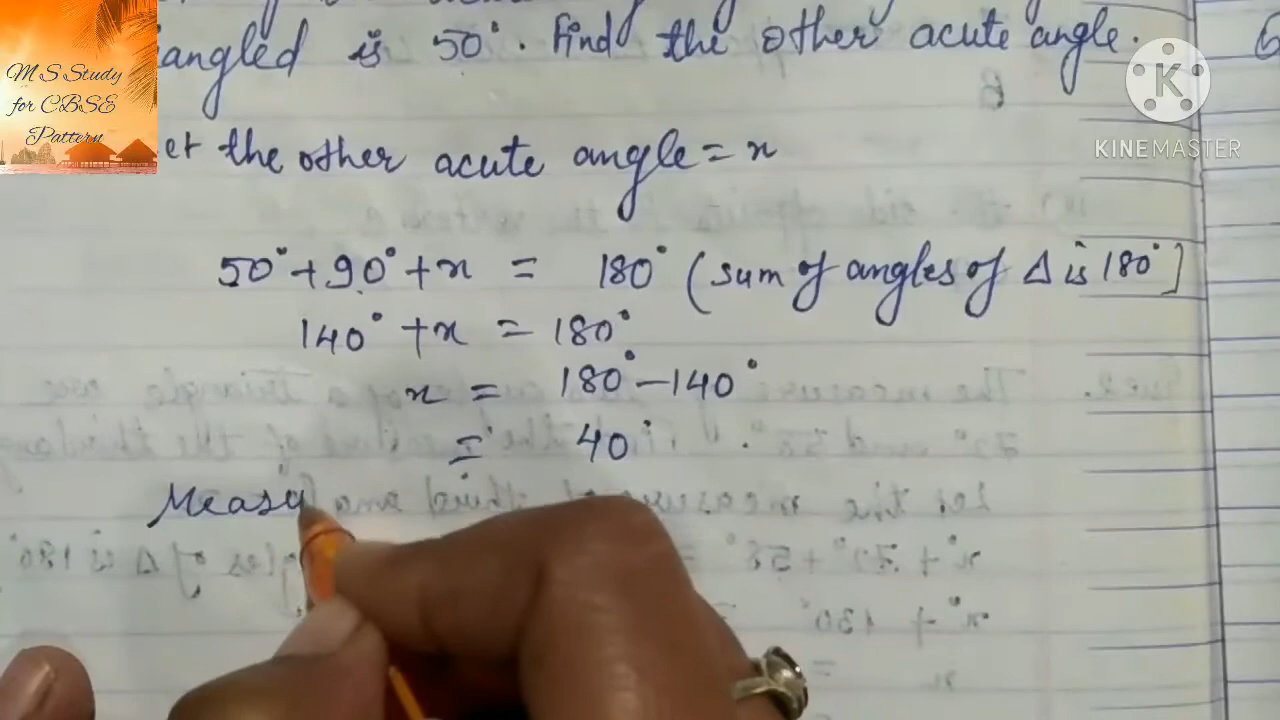 angled is 50°. Find the other acute angle.
MS Study
for CBSE
Pattern
KINEMASTER
et the other acute angle = x
50° + 90° + x = 180° (sum of angles of Δ is 180°]
140° + x = 180°
x = 180° - 140°
= 40°.
Measu